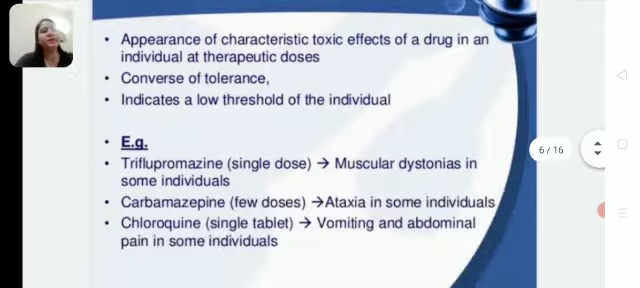 • Appearance of characteristic toxic effects of a drug in an
individual at therapeutic doses
• Converse of tolerance,
• Indicates a low threshold of the individual
• E.g.
• Triflupromazine (single dose) → Muscular dystonias in
some individuals
• Carbamazepine (few doses) →Ataxia in some individuals
• Chloroquine (single tablet) → Vomiting and abdominal
pain in some individuals
6 / 16